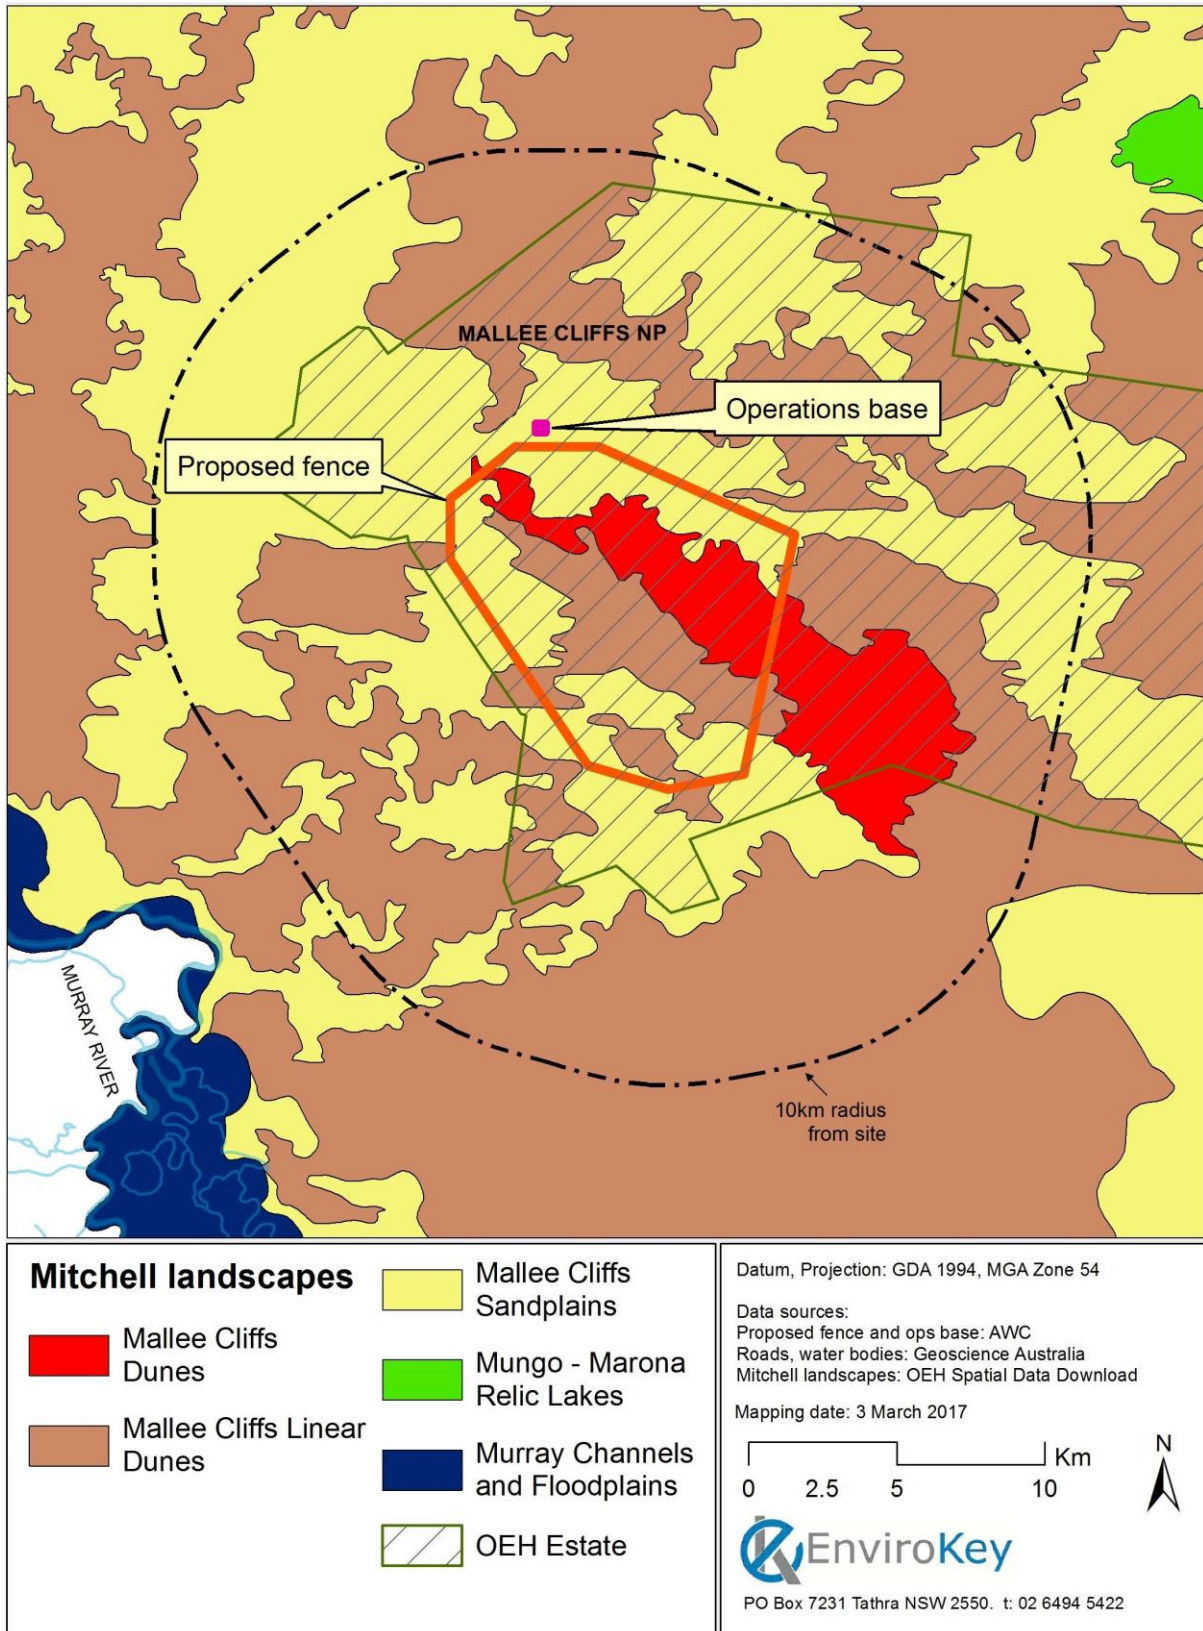 MALLEE CLIFFS NP
Operations base
Proposed fence
MURRAY RIVER
10km radius
from site
Mitchell landscapes
Mallee Cliffs
Dunes
Mallee Cliffs Linear
Dunes
Mallee Cliffs
Sandplains
Mungo - Marona
Relic Lakes
Murray Channels
and Floodplains
OEH Estate
Datum, Projection: GDA 1994, MGA Zone 54
Data sources:
Proposed fence and ops base: AWC
Roads, water bodies: Geoscience Australia
Mitchell landscapes: OEH Spatial Data Download
Mapping date: 3 March 2017
Km
0 2.5 5 10
N
EnviroKey
PO Box 7231 Tathra NSW 2550. t: 02 6494 5422